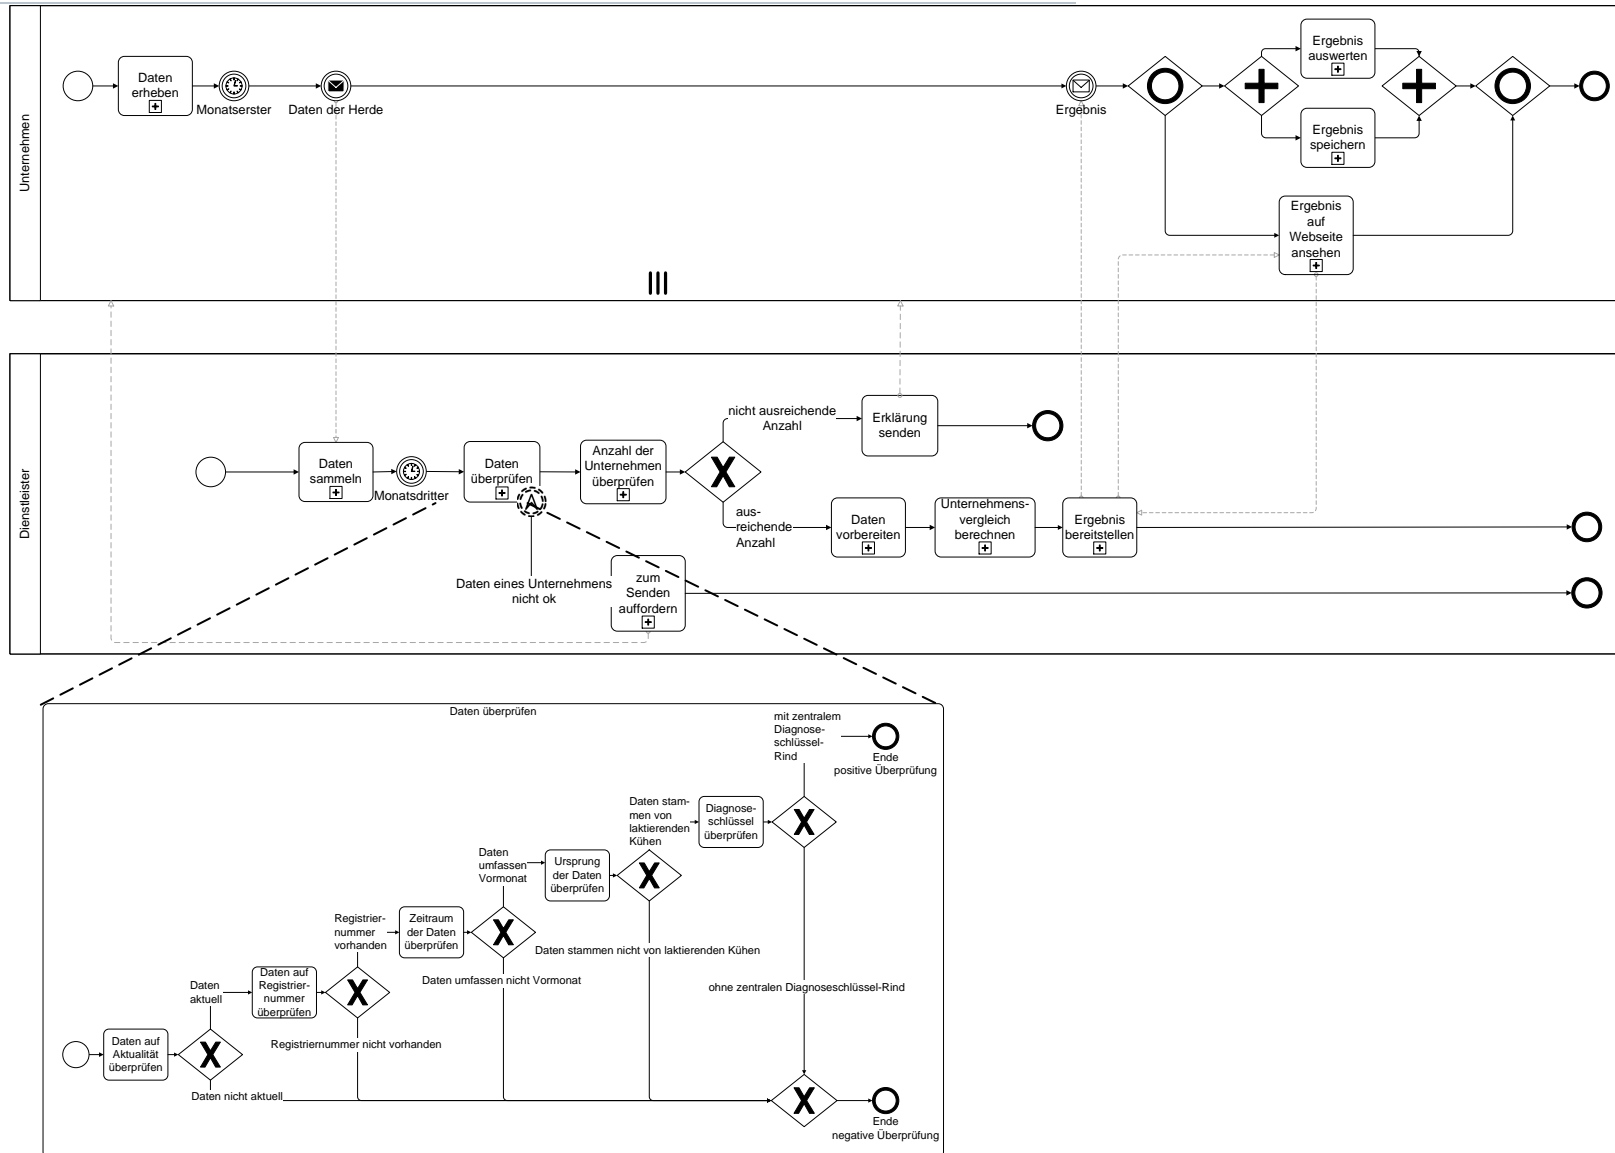 Unternehmen
Daten
erheben
Monatserster
Daten der Herde
Ergebnis
Ergebnis
auswerten
Ergebnis
speichern
Ergebnis
auf
Webseite
ansehen
Dienstleister
Daten
sammeln
Monatsdritter
Daten
überprüfen
Anzahl der
Unternehmen
überprüfen
X
nicht ausreichende
Anzahl
Erklärung
senden
aus-
reichende
Anzahl
Daten
vorbereiten
Unternehmens-
vergleich
berechnen
Ergebnis
bereitstellen
Daten eines Unternehmens
nicht ok
zum
Senden
auffordern
Daten überprüfen
Daten auf
Aktualität
überprüfen
X
Daten
aktuell
Daten nicht aktuell
Daten auf
Registrier-
nummer
überprüfen
X
Registrier-
nummer
vorhanden
Registriernummer nicht vorhanden
Zeitraum
der Daten
überprüfen
X
Daten
umfassen
Vormonat
Daten umfassen nicht Vormonat
Ursprung
der Daten
überprüfen
X
Daten stam-
men von
laktierenden
Kühen
Daten stammen nicht von laktierenden Kühen
Diagnose-
schlüssel
überprüfen
X
mit zentralem
Diagnose-
schlüssel-
Rind
ohne zentralen Diagnoseschlüssel-Rind
Ende
positive Überprüfung
X
Ende
negative Überprüfung